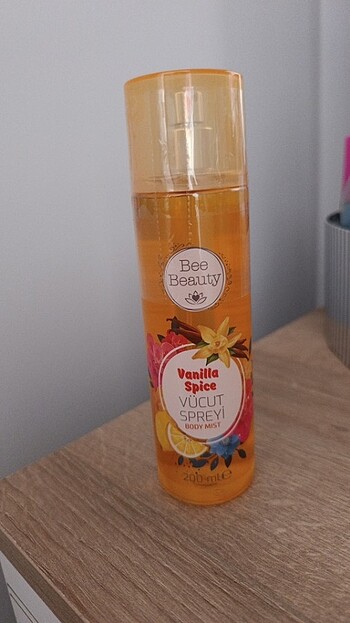 Bee
Beauty
Vanilla
Spice
VÜCUT
SPREYİ
BODY MIST
200 ml ℮